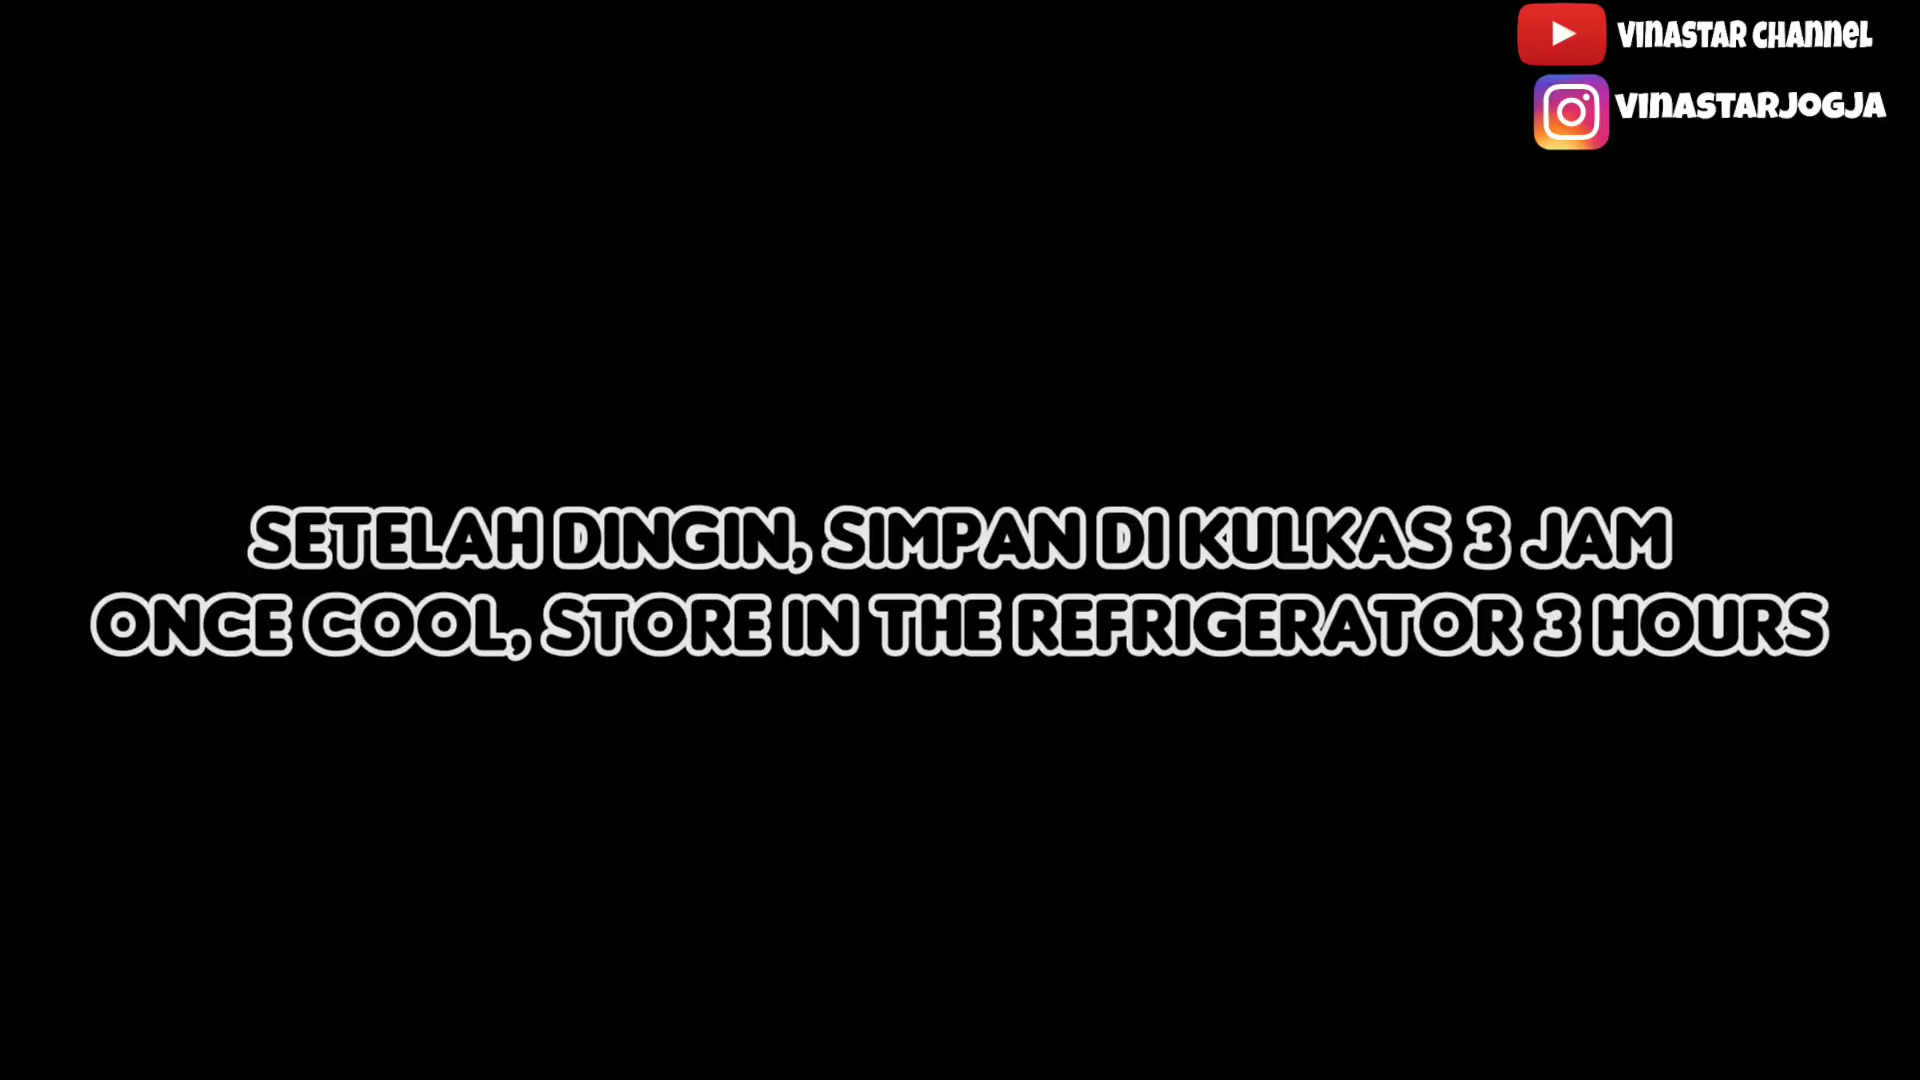 VINASTAR CHANNEL
VINASTARJOGJA
SETELAH DINGIN, SIMPAN DI KULKAS 3 JAM
ONCE COOL, STORE IN THE REFRIGERATOR 3 HOURS